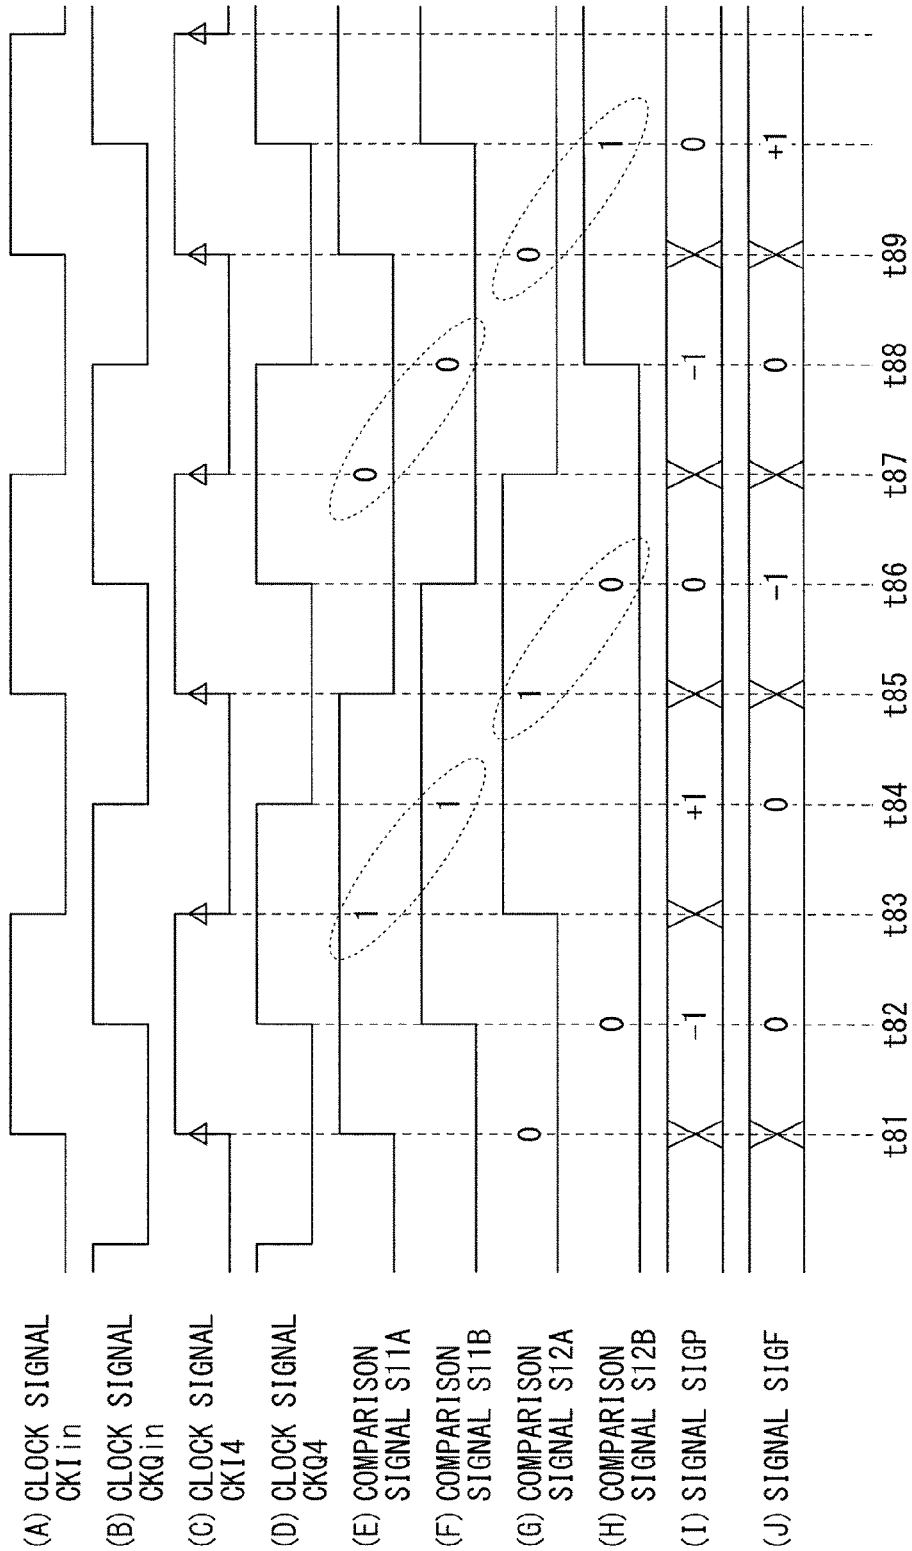 (A) CLOCK SIGNAL
CKIin
(B) CLOCK SIGNAL
CKQin
(C) CLOCK SIGNAL
CKI4
(D) CLOCK SIGNAL
CKQ4
(E) COMPARISON
SIGNAL S11A
1
0
(F) COMPARISON
SIGNAL S11B
1
0
(G) COMPARISON
SIGNAL S12A
0
1
0
(H) COMPARISON
SIGNAL S12B
0
0
1
(I) SIGNAL SIGP
-1
+1
0
-1
0
(J) SIGNAL SIGF
0
0
-1
0
+1
t81 t82 t83 t84 t85 t86 t87 t88 t89